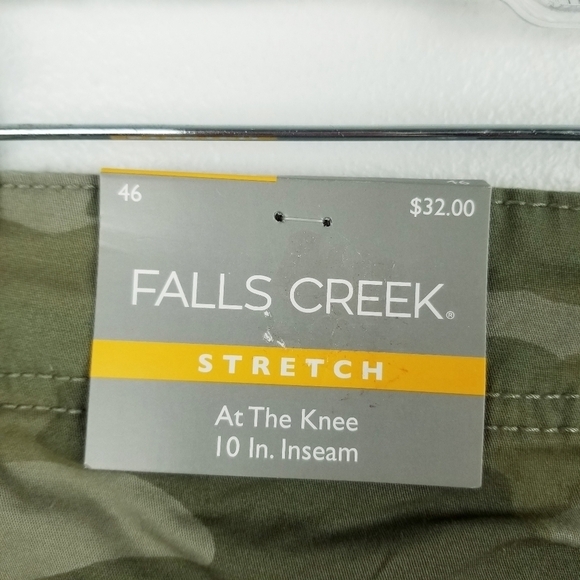 46 $32.00
FALLS CREEK®
STRETCH
At The Knee
10 In. Inseam